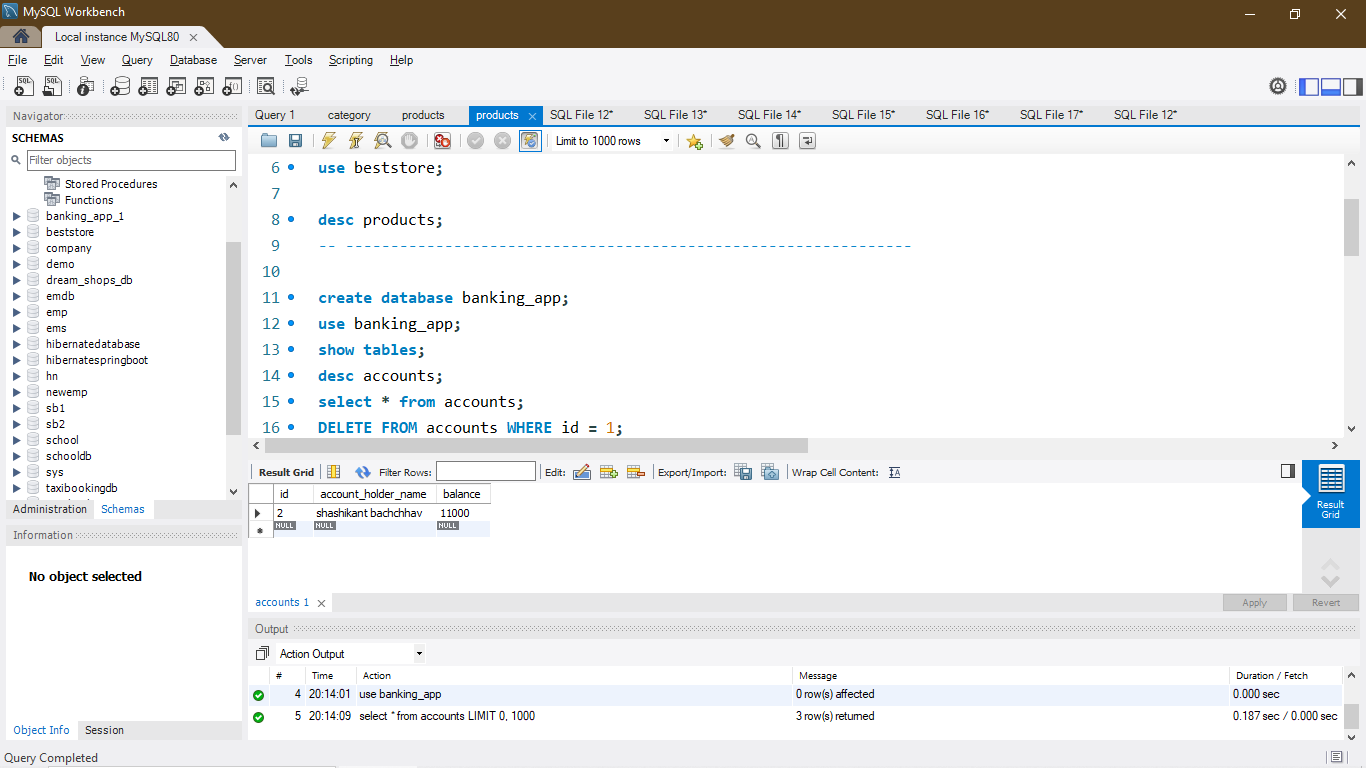 MySQL Workbench
Local instance MySQL80
File Edit View Query Database Server Tools Scripting Help
Navigator
SCHEMAS
Filter objects
Stored Procedures
Functions
banking_app_1
beststore
company
demo
dream_shops_db
emdb
emp
ems
hibernatedatabase
hibernatespringboot
hn
newemp
sb1
sb2
school
schooldb
sys
taxibookingdb
Administration Schemas
Information
No object selected
Object Info Session
Query 1 category products products SQL File 12* SQL File 13* SQL File 14* SQL File 15* SQL File 16* SQL File 17* SQL File 12*
Limit to 1000 rows
6 use beststore;
7
8 desc products;
9 -- ---------------------------------------------------------------
10
11 create database banking_app;
12 use banking_app;
13 show tables;
14 desc accounts;
15 select * from accounts;
16 DELETE FROM accounts WHERE id = 1;
Result Grid Filter Rows: Edit: Export/Import: Wrap Cell Content:
id account_holder_name balance
2 shashikant bachchhav 11000
NULL NULL NULL
Result
Grid
accounts 1
Apply Revert
Output
Action Output
# Time Action Message Duration / Fetch
4 20:14:01 use banking_app 0 row(s) affected 0.000 sec
5 20:14:09 select * from accounts LIMIT 0, 1000 3 row(s) returned 0.187 sec / 0.000 sec
Query Completed